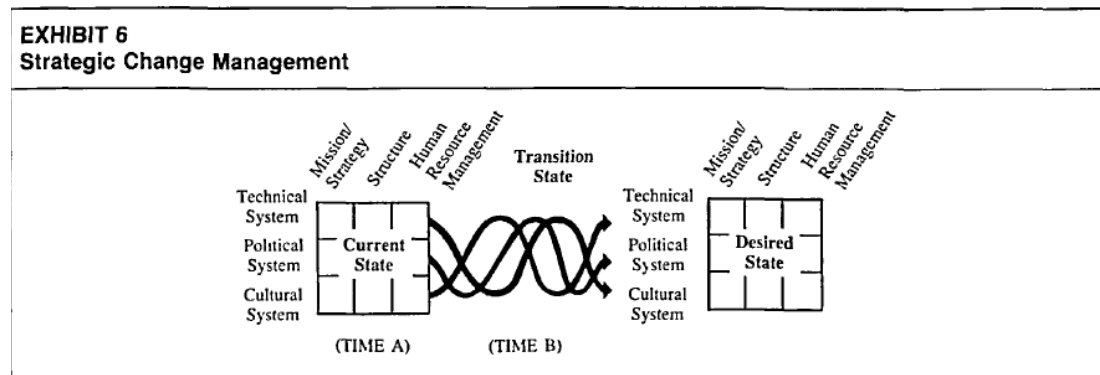 EXHIBIT 6
Strategic Change Management
Mission/
Strategy
Structure
Human
Resource
Management
Transition
State
Mission/
Strategy
Structure
Human
Resource
Management
Technical
System
Political
System
Cultural
System
Current
State
Technical
System
Political
System
Cultural
System
Desired
State
(TIME A)
(TIME B)